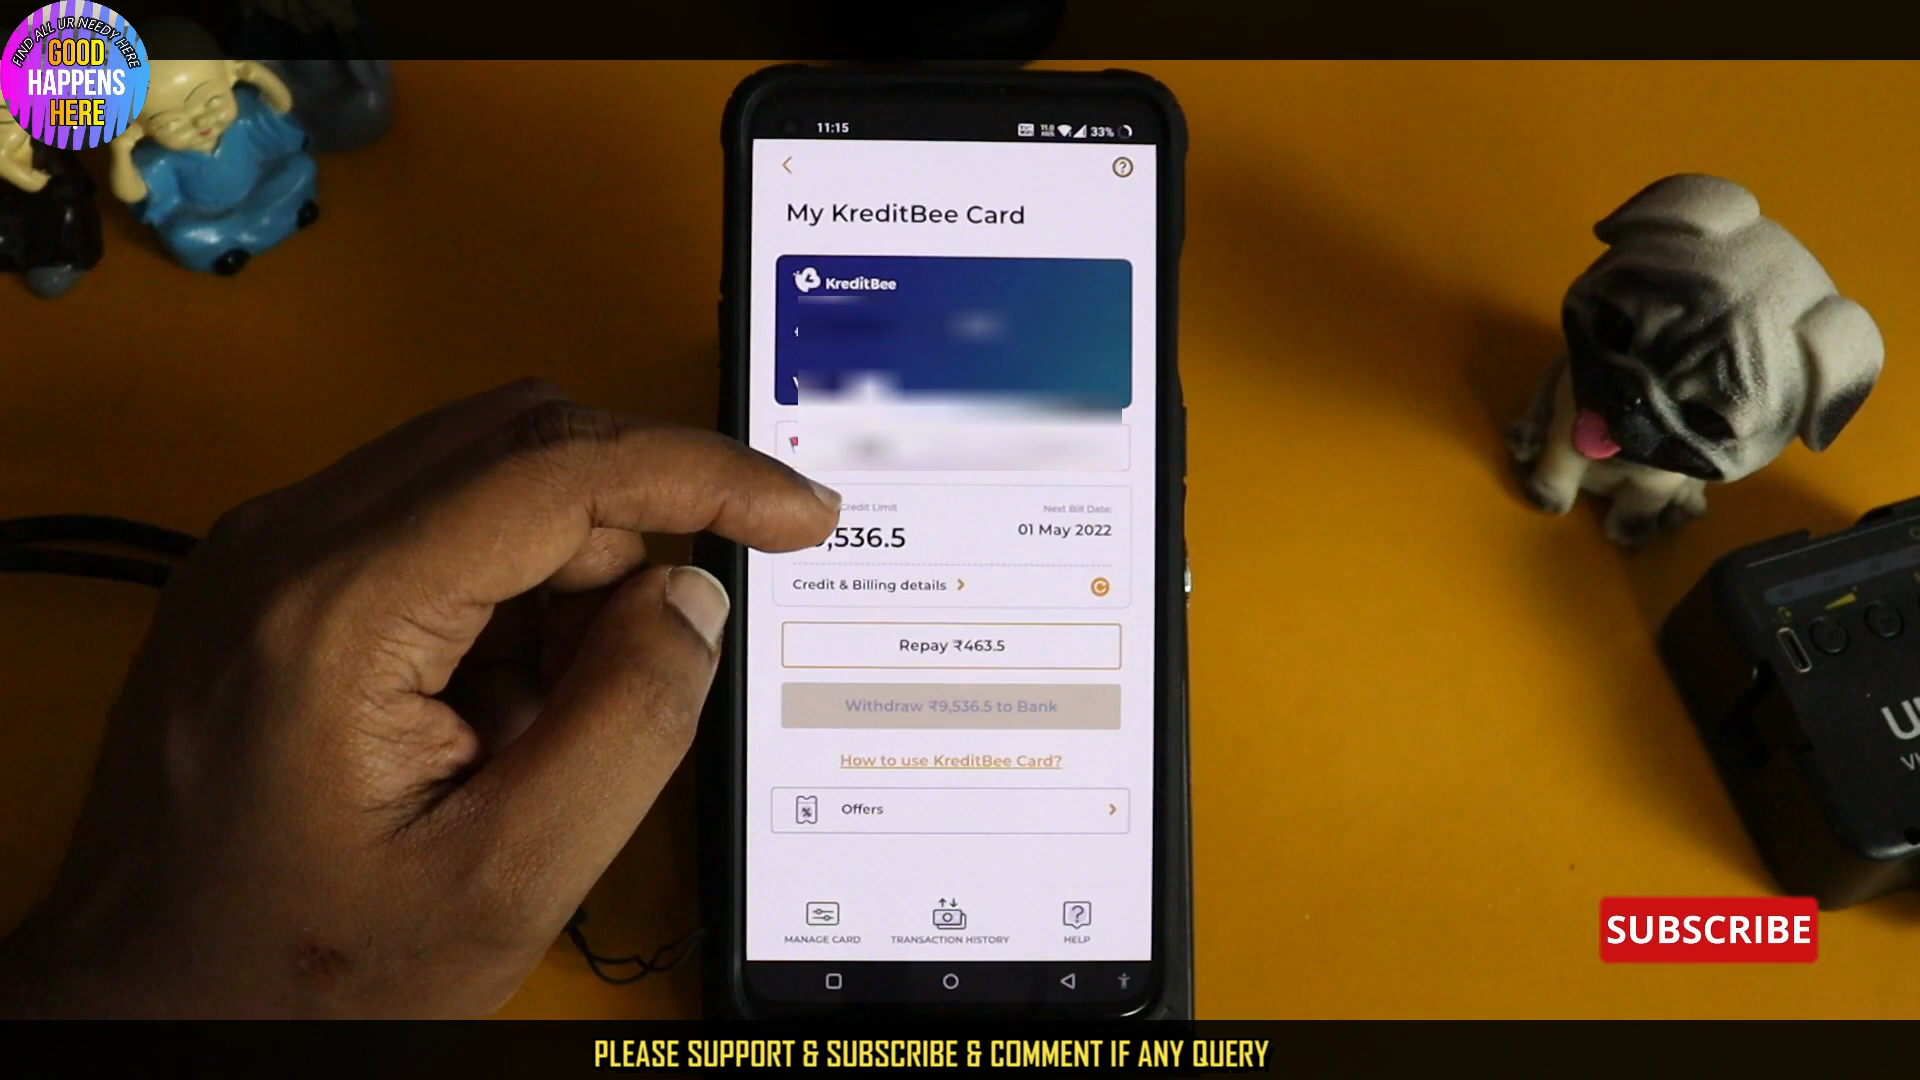 FIND ALL UR NEEDY HERE
GOOD
HAPPENS
HERE
11:15
33%
My KreditBee Card
KreditBee
Credit Limit
,536.5
Next Bill Date:
01 May 2022
Credit & Billing details
Repay ₹463.5
Withdraw ₹9,536.5 to Bank
How to use KreditBee Card?
Offers
MANAGE CARD
TRANSACTION HISTORY
HELP
SUBSCRIBE
PLEASE SUPPORT & SUBSCRIBE & COMMENT IF ANY QUERY